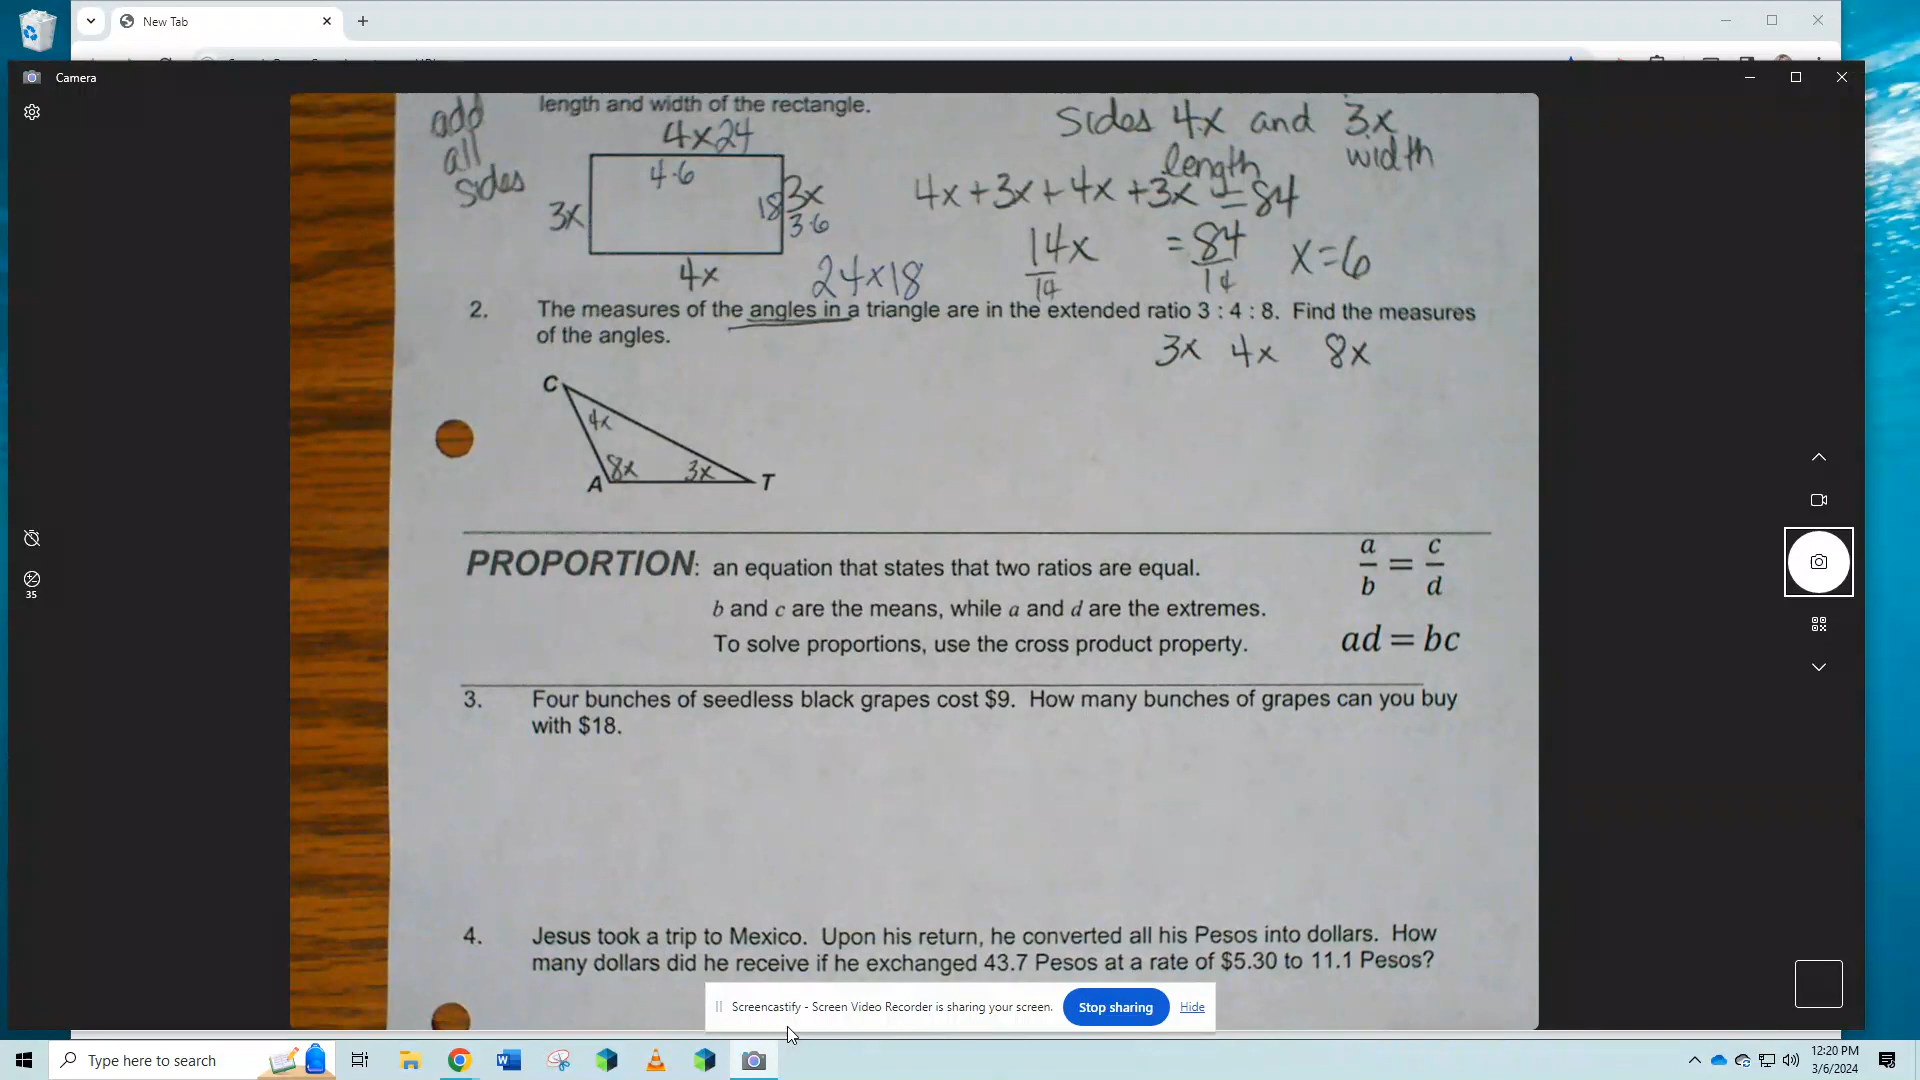 New Tab
Camera
add
all
sides
length and width of the rectangle.
4x 24
4·6
3x
18 3x
3·6
4x
24x18
sides 4x and 3x
length width
4x + 3x + 4x + 3x = 84
14x = 84 x=6
14 14
2. The measures of the angles in a triangle are in the extended ratio 3 : 4 : 8. Find the measures
of the angles.
3x 4x 8x
C
4x
8x 3x
A T
PROPORTION: an equation that states that two ratios are equal.
a/b = c/d
b and c are the means, while a and d are the extremes.
To solve proportions, use the cross product property.
ad = bc
3. Four bunches of seedless black grapes cost $9. How many bunches of grapes can you buy
with $18.
4. Jesus took a trip to Mexico. Upon his return, he converted all his Pesos into dollars. How
many dollars did he receive if he exchanged 43.7 Pesos at a rate of $5.30 to 11.1 Pesos?
35
Screencastify - Screen Video Recorder is sharing your screen. Stop sharing Hide
Type here to search
12:20 PM
3/6/2024